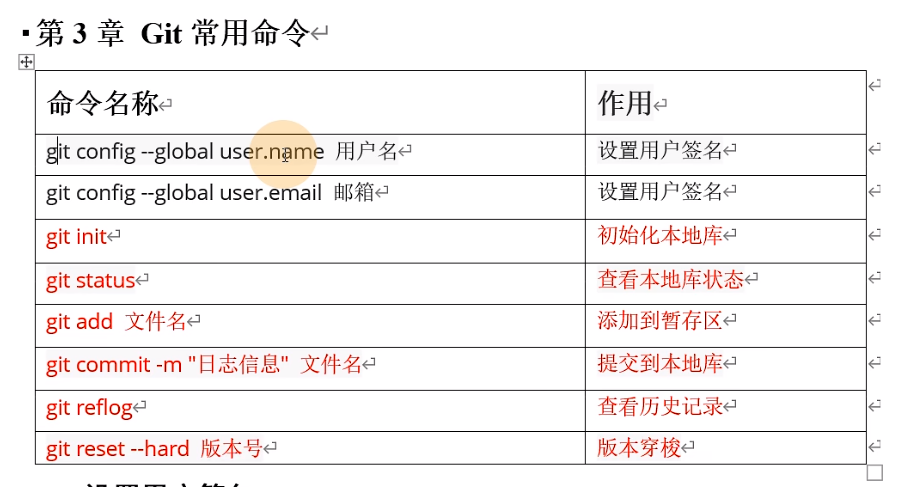 ▪第 3 章 Git 常用命令↵
命令名称↵ 作用↵
git config --global user.name 用户名↵ 设置用户签名↵
git config --global user.email 邮箱↵ 设置用户签名↵
git init↵ 初始化本地库↵
git status↵ 查看本地库状态↵
git add 文件名↵ 添加到暂存区↵
git commit -m "日志信息" 文件名↵ 提交到本地库↵
git reflog↵ 查看历史记录↵
git reset --hard 版本号↵ 版本穿梭↵